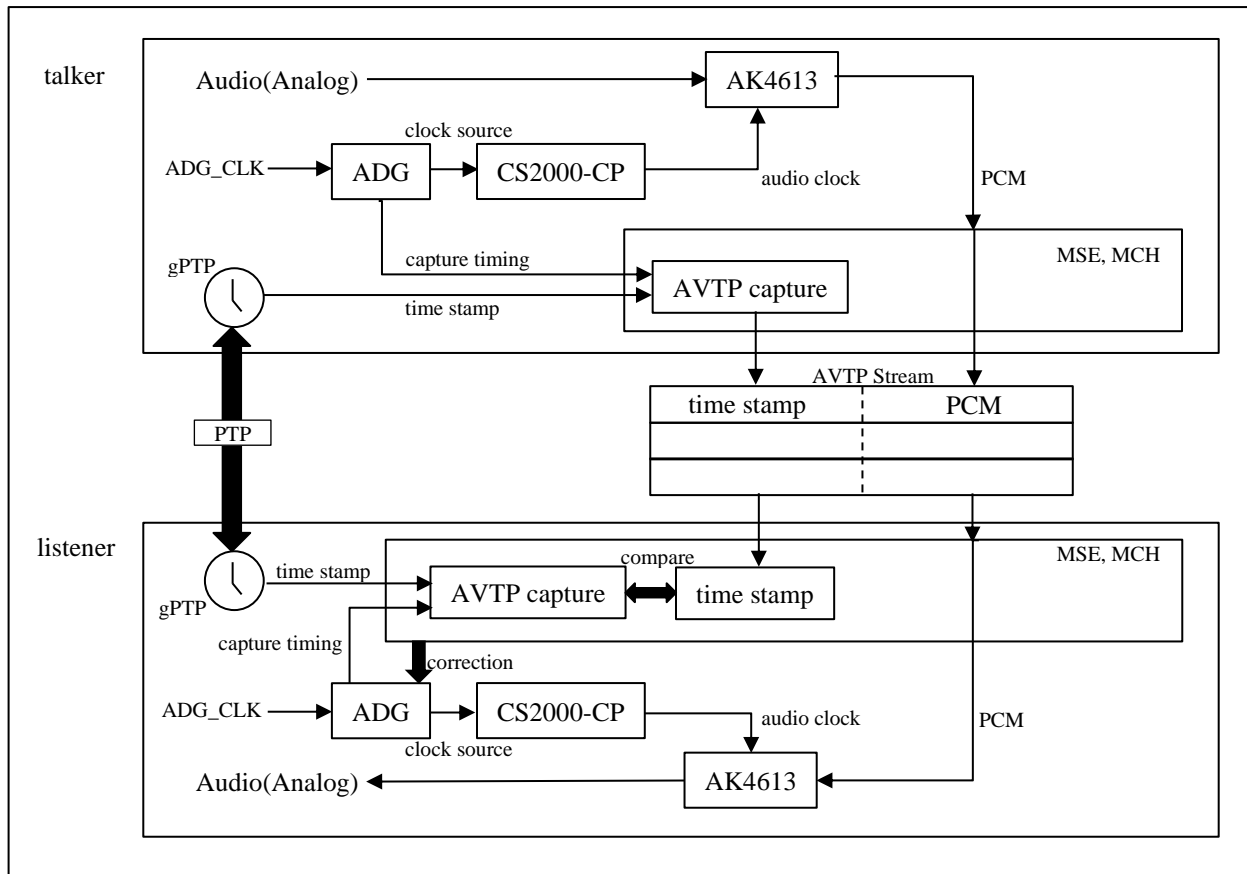 talker
Audio(Analog)
AK4613
clock source
ADG_CLK
ADG
CS2000-CP
audio clock
PCM
gPTP
capture timing
MSE, MCH
AVTP capture
time stamp
AVTP Stream
time stamp
PCM
PTP
listener
MSE, MCH
compare
time stamp
AVTP capture
time stamp
gPTP
capture timing
correction
ADG_CLK
ADG
CS2000-CP
audio clock
PCM
clock source
Audio(Analog)
AK4613